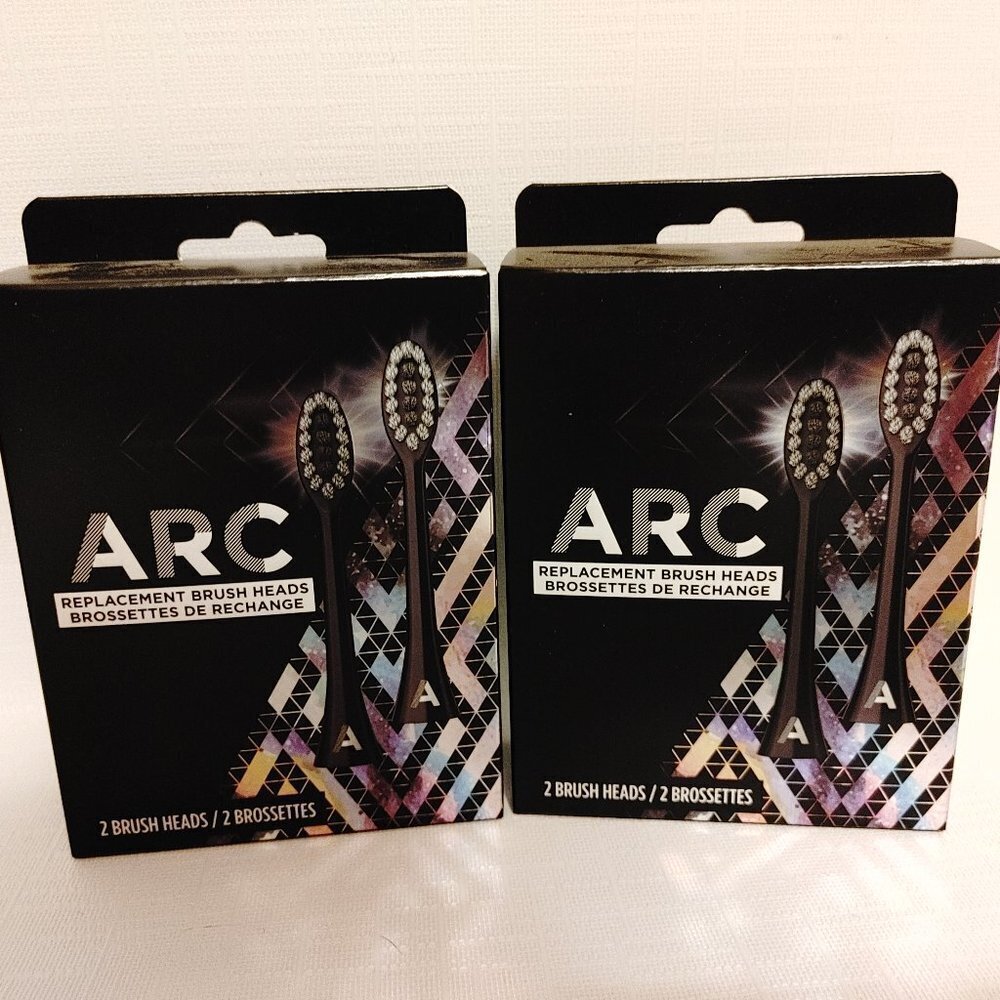 ARC
REPLACEMENT BRUSH HEADS
BROSSETTES DE RECHANGE
A
A
2 BRUSH HEADS / 2 BROSSETTES
ARC
REPLACEMENT BRUSH HEADS
BROSSETTES DE RECHANGE
A
A
2 BRUSH HEADS / 2 BROSSETTES